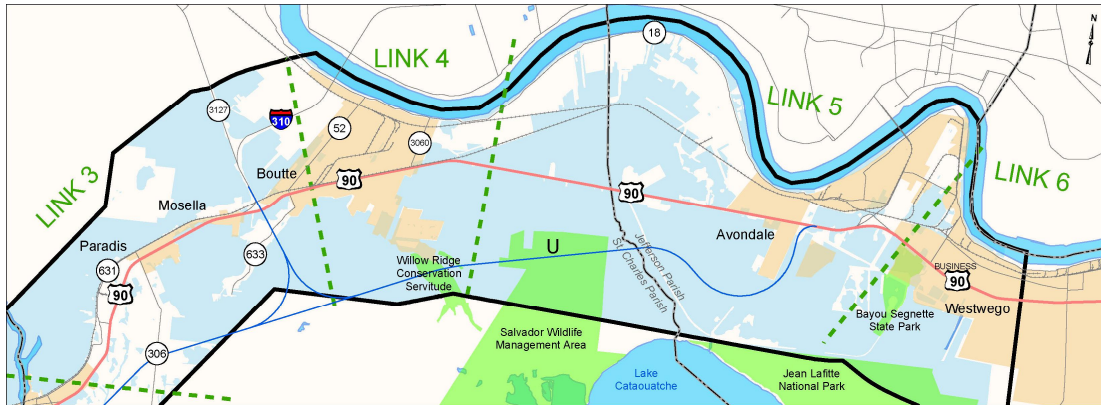 N
LINK 4
18
LINK 5
3127
310
52
3060
LINK 3
Boutte
90
90
LINK 6
Mosella
Paradis
633
631
90
U
Avondale
Jefferson Parish
St. Charles Parish
Willow Ridge
Conservation
Servitude
BUSINESS
90
Westwego
Bayou Segnette
State Park
306
Salvador Wildlife
Management Area
Lake
Cataouatche
Jean Lafitte
National Park